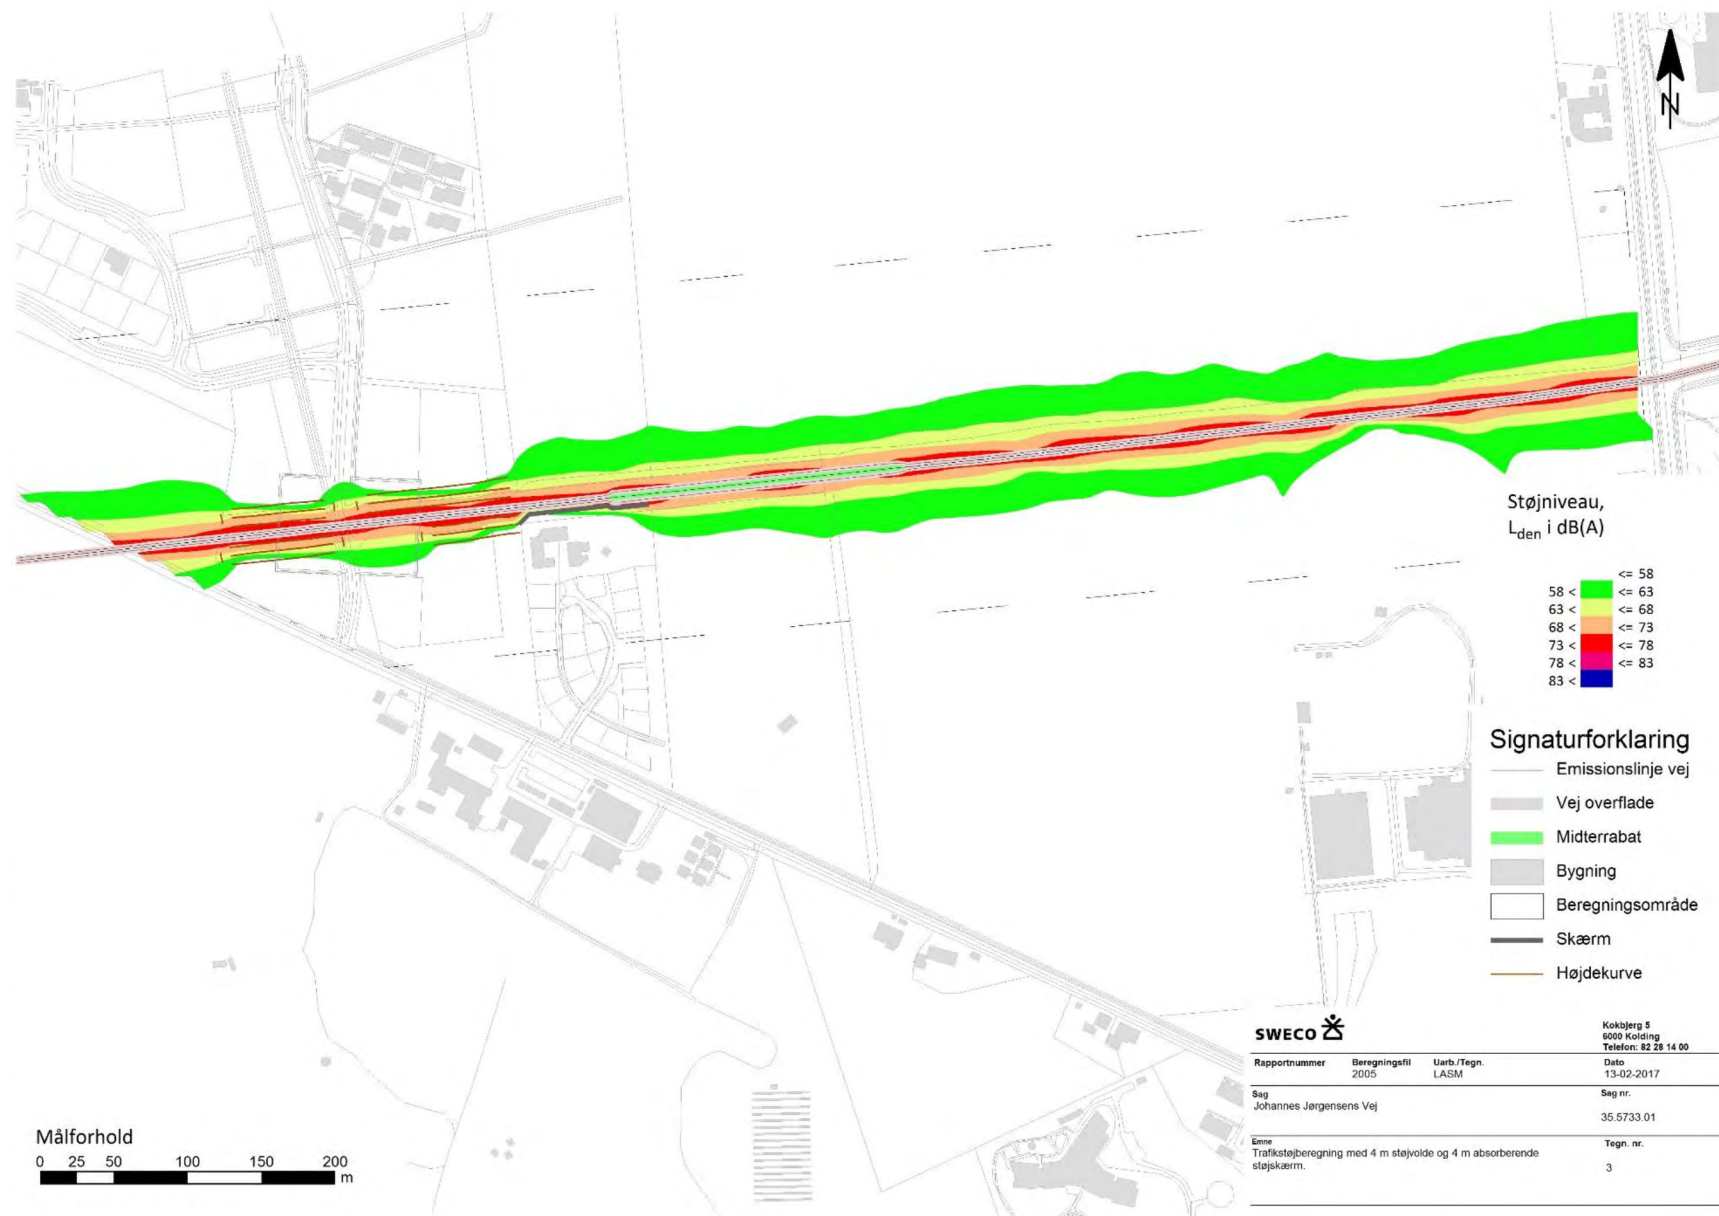 N
Støjniveau,
Lden i dB(A)
<= 58
58 < <= 63
63 < <= 68
68 < <= 73
73 < <= 78
78 < <= 83
83 <
Signaturforklaring
Emissionslinje vej
Vej overflade
Midterrabat
Bygning
Beregningsområde
Skærm
Højdekurve
SWECO
Kokbjerg 5
6000 Kolding
Telefon: 82 28 14 00
Rapportnummer Beregningsfil Uarb./Tegn. Dato
2005 LASM 13-02-2017
Sag Sag nr.
Johannes Jørgensens Vej
35.5733.01
Emne Tegn. nr.
Trafikstøjberegning med 4 m støjvolde og 4 m absorberende
støjskærm.
3
Målforhold
0 25 50 100 150 200
m